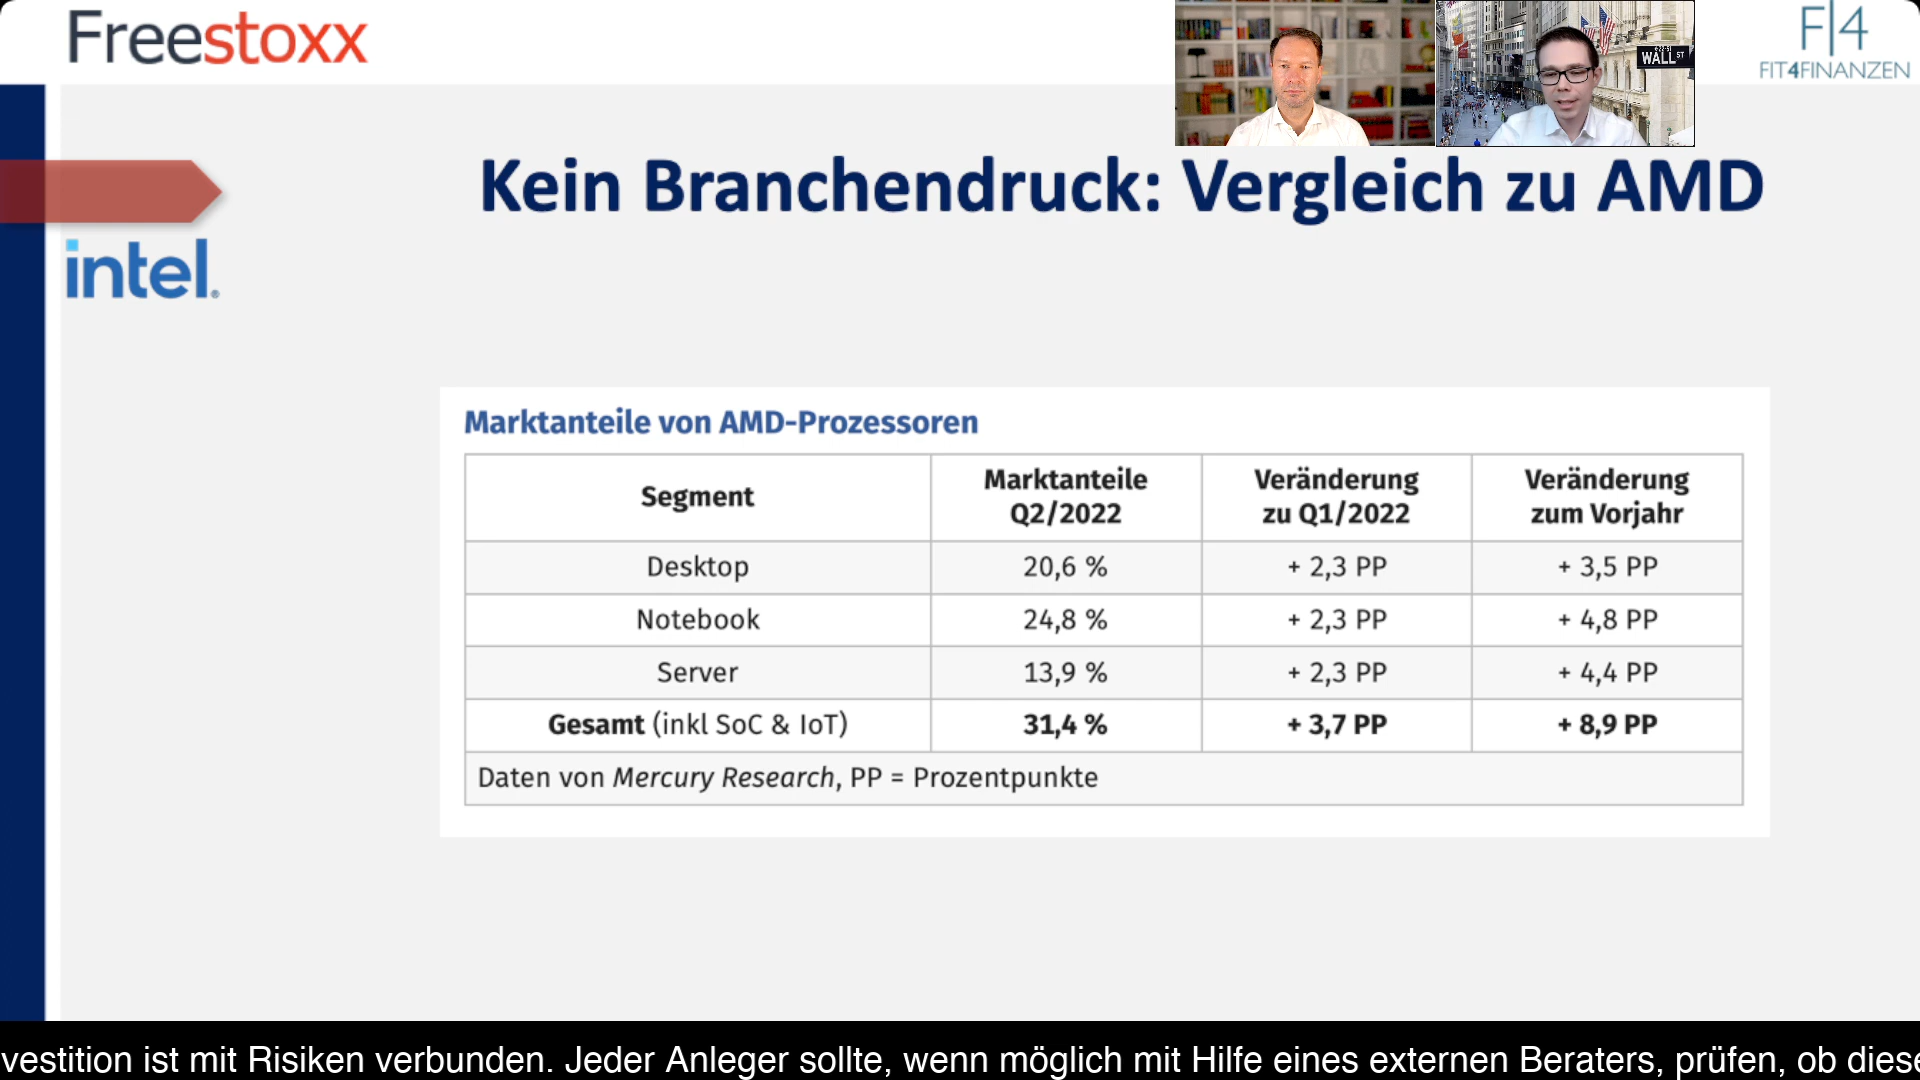 Freestoxx
WALL ST
F|4
FIT4FINANZEN
Kein Branchendruck: Vergleich zu AMD
intel®
Marktanteile von AMD-Prozessoren
Segment
Marktanteile
Q2/2022
Veränderung
zu Q1/2022
Veränderung
zum Vorjahr
Desktop 20,6 % + 2,3 PP + 3,5 PP
Notebook 24,8 % + 2,3 PP + 4,8 PP
Server 13,9 % + 2,3 PP + 4,4 PP
Gesamt (inkl SoC & IoT) 31,4 % + 3,7 PP + 8,9 PP
Daten von Mercury Research, PP = Prozentpunkte
vestition ist mit Risiken verbunden. Jeder Anleger sollte, wenn möglich mit Hilfe eines externen Beraters, prüfen, ob diese